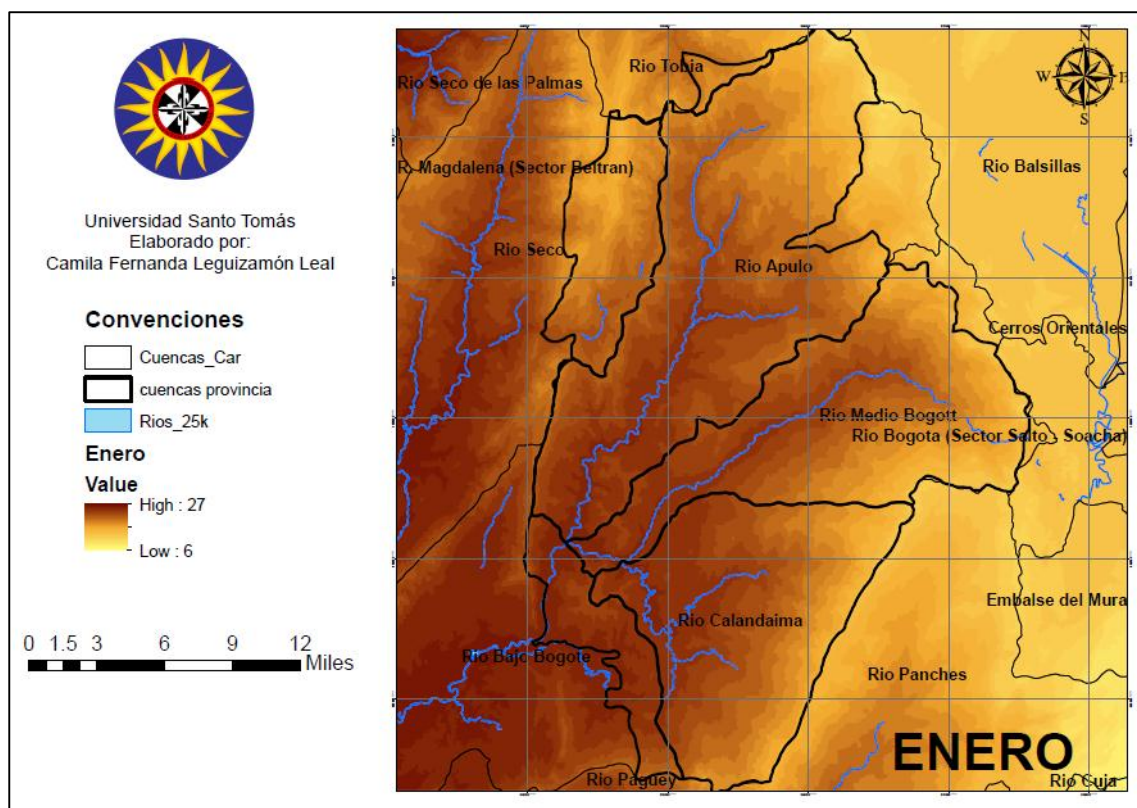 Universidad Santo Tomás
Elaborado por:
Camila Fernanda Leguizamón Leal
Convenciones
Cuencas_Car
cuencas provincia
Rios_25k
Enero
Value
High : 27
Low : 6
0 1.5 3 6 9 12
Miles
N
W E
S
Rio Tobia
Rio Seco de las Palmas
R. Magdalena (Sector Beltran)
Rio Balsillas
Rio Seco
Rio Apulo
Cerros Orientales
Rio Medio Bogott
Rio Bogota (Sector Salto - Soacha)
Embalse del Mura
Rio Calandaima
Rio Bajo Bogote
Rio Panches
ENERO
Rio Paguey
Rio Cuja